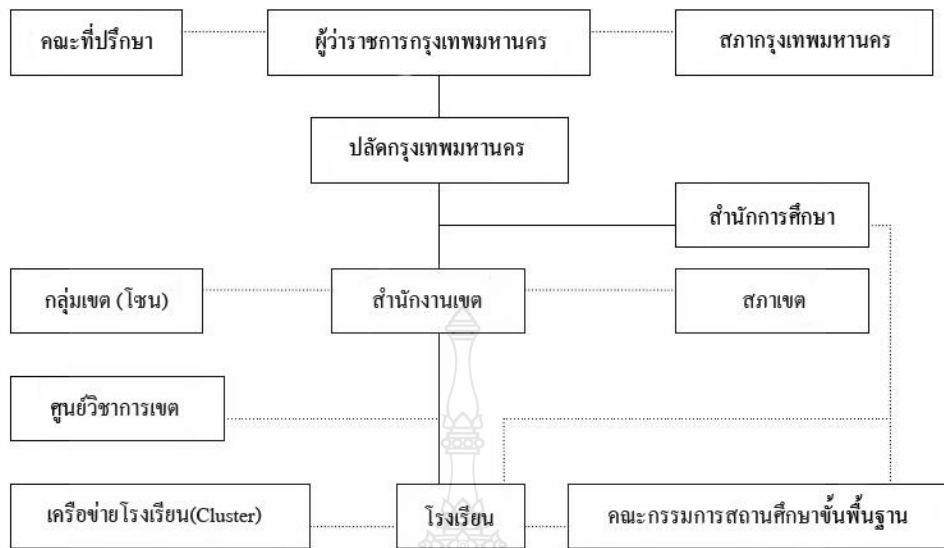 คณะที่ปรึกษา ผู้ว่าราชการกรุงเทพมหานคร สภากรุงเทพมหานคร
ปลัดกรุงเทพมหานคร
สำนักการศึกษา
กลุ่มเขต (โซน) สำนักงานเขต สภาเขต
ศูนย์วิชาการเขต
เครือข่ายโรงเรียน(Cluster) โรงเรียน คณะกรรมการสถานศึกษาขั้นพื้นฐาน